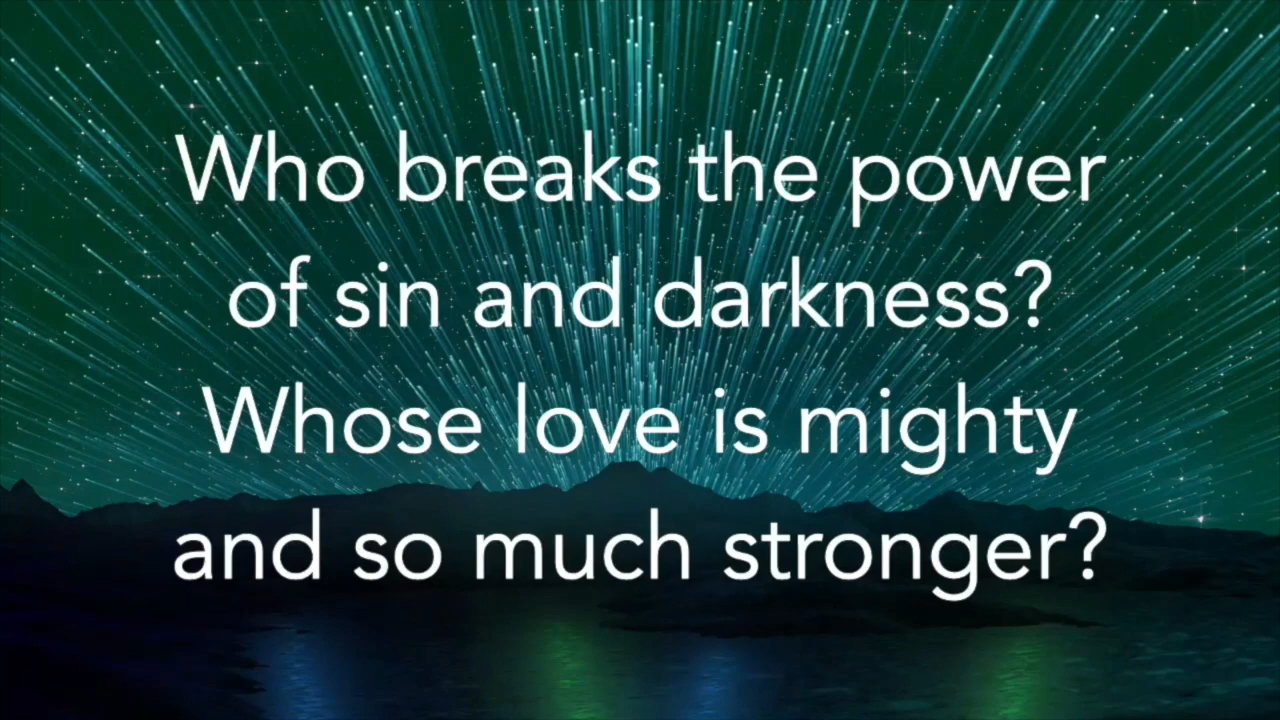 Who breaks the power
of sin and darkness?
Whose love is mighty
and so much stronger?